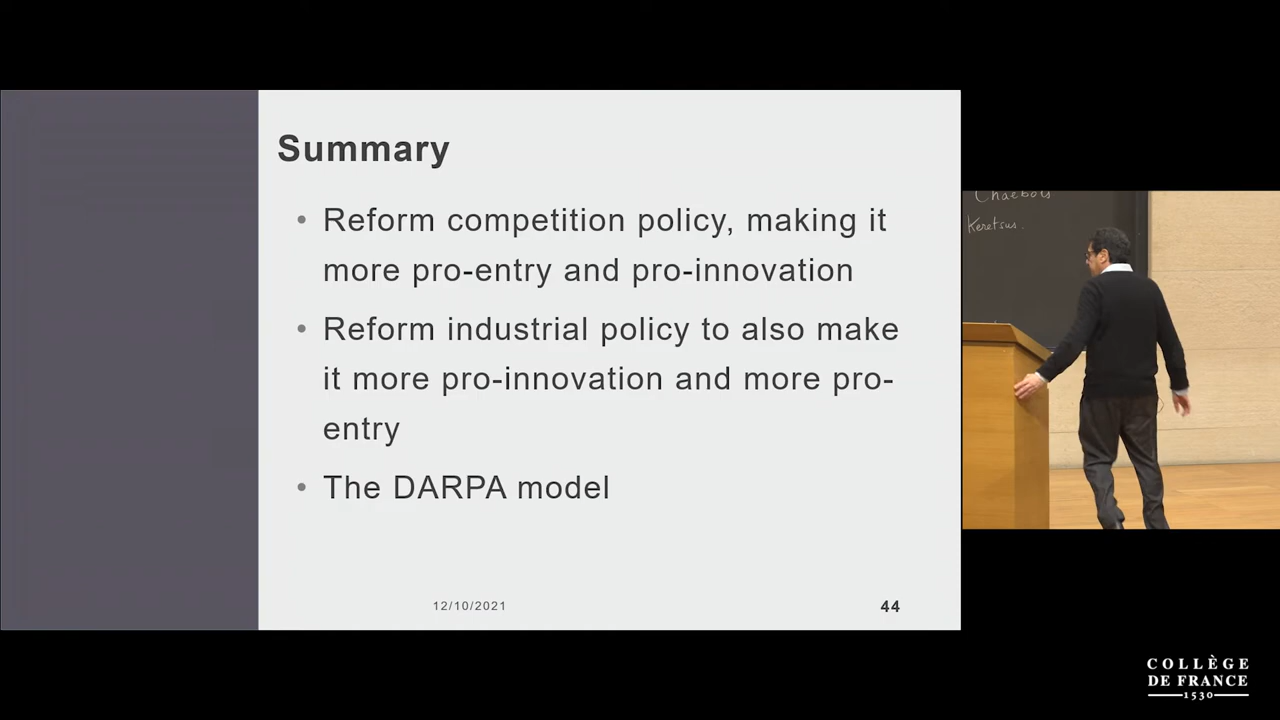 Summary
• Reform competition policy, making it
more pro-entry and pro-innovation
• Reform industrial policy to also make
it more pro-innovation and more pro-
entry
• The DARPA model
12/10/2021
44
Chaebols
Keretsus.
COLLÈGE
DE FRANCE
1530